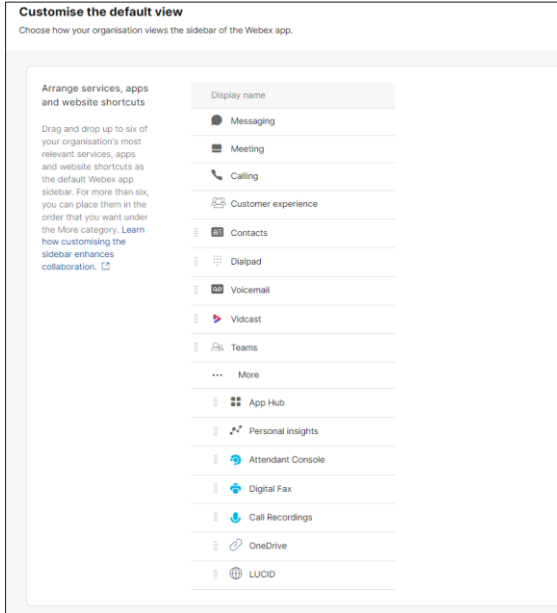 Customise the default view
Choose how your organisation views the sidebar of the Webex app.
Arrange services, apps
and website shortcuts
Drag and drop up to six of
your organisation's most
relevant services, apps
and website shortcuts as
the default Webex app
sidebar. For more than six,
you can place them in the
order that you want under
the More category. Learn
how customising the
sidebar enhances
collaboration.
Display name
Messaging
Meeting
Calling
Customer experience
Contacts
Dialpad
Voicemail
Vidcast
Teams
More
App Hub
Personal insights
Attendant Console
Digital Fax
Call Recordings
OneDrive
LUCID